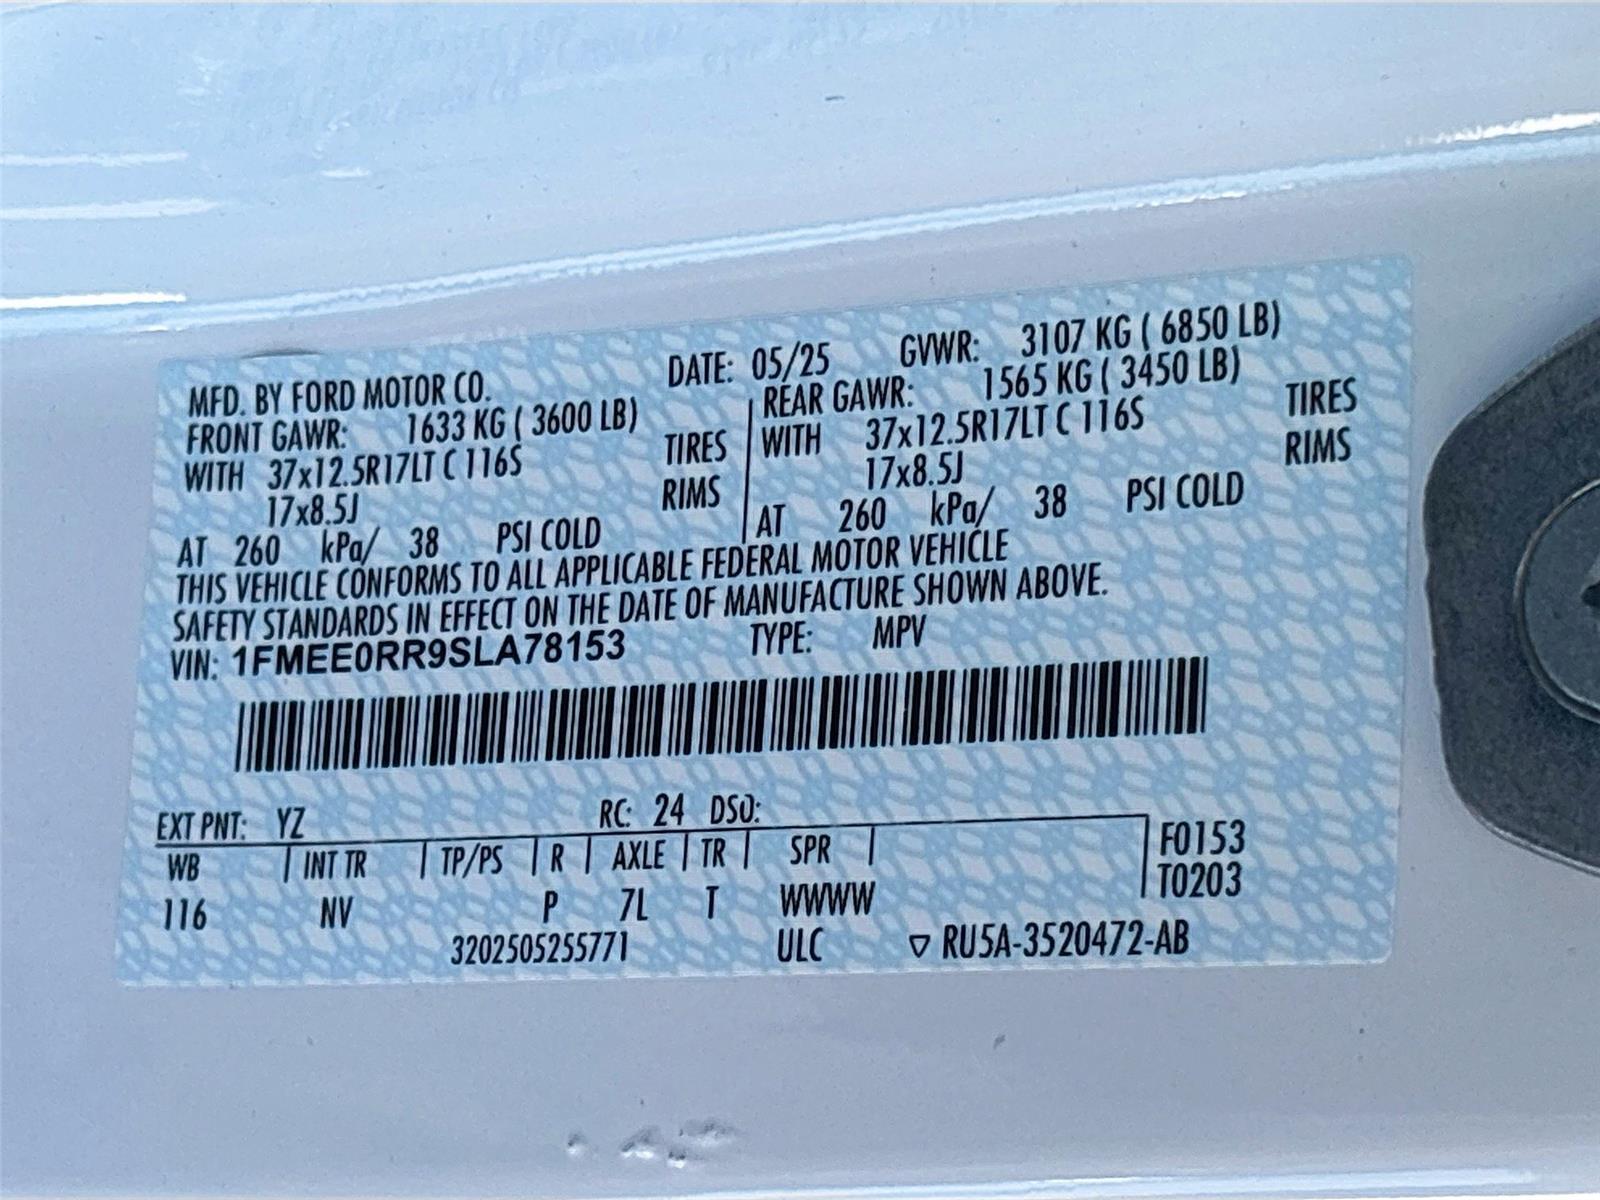 MFD. BY FORD MOTOR CO. DATE: 05/25 GVWR: 3107 KG ( 6850 LB)
FRONT GAWR: 1633 KG ( 3600 LB) REAR GAWR: 1565 KG ( 3450 LB)
WITH 37x12.5R17LT C 116S TIRES WITH 37x12.5R17LT C 116S TIRES
17x8.5J RIMS 17x8.5J RIMS
AT 260 kPa/ 38 PSI COLD AT 260 kPa/ 38 PSI COLD
THIS VEHICLE CONFORMS TO ALL APPLICABLE FEDERAL MOTOR VEHICLE
SAFETY STANDARDS IN EFFECT ON THE DATE OF MANUFACTURE SHOWN ABOVE.
VIN: 1FMEE0RR9SLA78153 TYPE: MPV
EXT PNT: YZ RC: 24 DSO:
WB INT TR TP/PS R AXLE TR SPR F0153
116 NV P 7L T WWWW T0203
3202505255771 ULC ▽ RU5A-3520472-AB